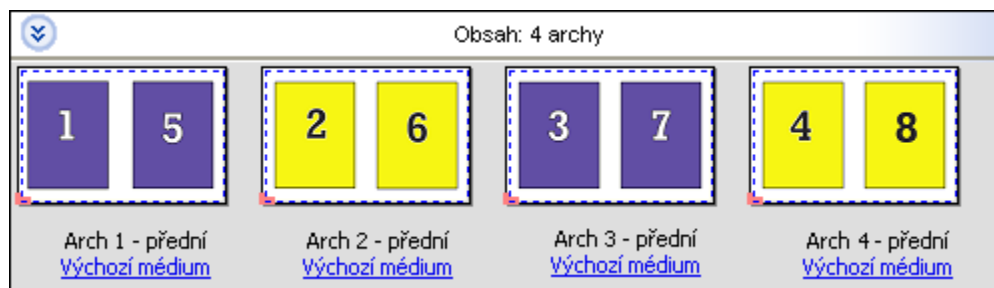 Obsah: 4 archy
1 5 2 6 3 7 4 8
Arch 1 - přední Arch 2 - přední Arch 3 - přední Arch 4 - přední
Výchozí médium Výchozí médium Výchozí médium Výchozí médium